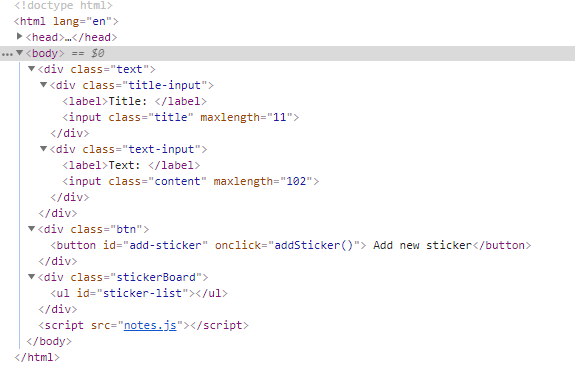 <!doctype html>
<html lang="en">
<head>…</head>
<body> == $0
<div class="text">
<div class="title-input">
<label>Title: </label>
<input class="title" maxlength="11">
</div>
<div class="text-input">
<label>Text: </label>
<input class="content" maxlength="102">
</div>
</div>
<div class="btn">
<button id="add-sticker" onclick="addSticker()"> Add new sticker</button>
</div>
<div class="stickerBoard">
<ul id="sticker-list"></ul>
</div>
<script src="notes.js"></script>
</body>
</html>